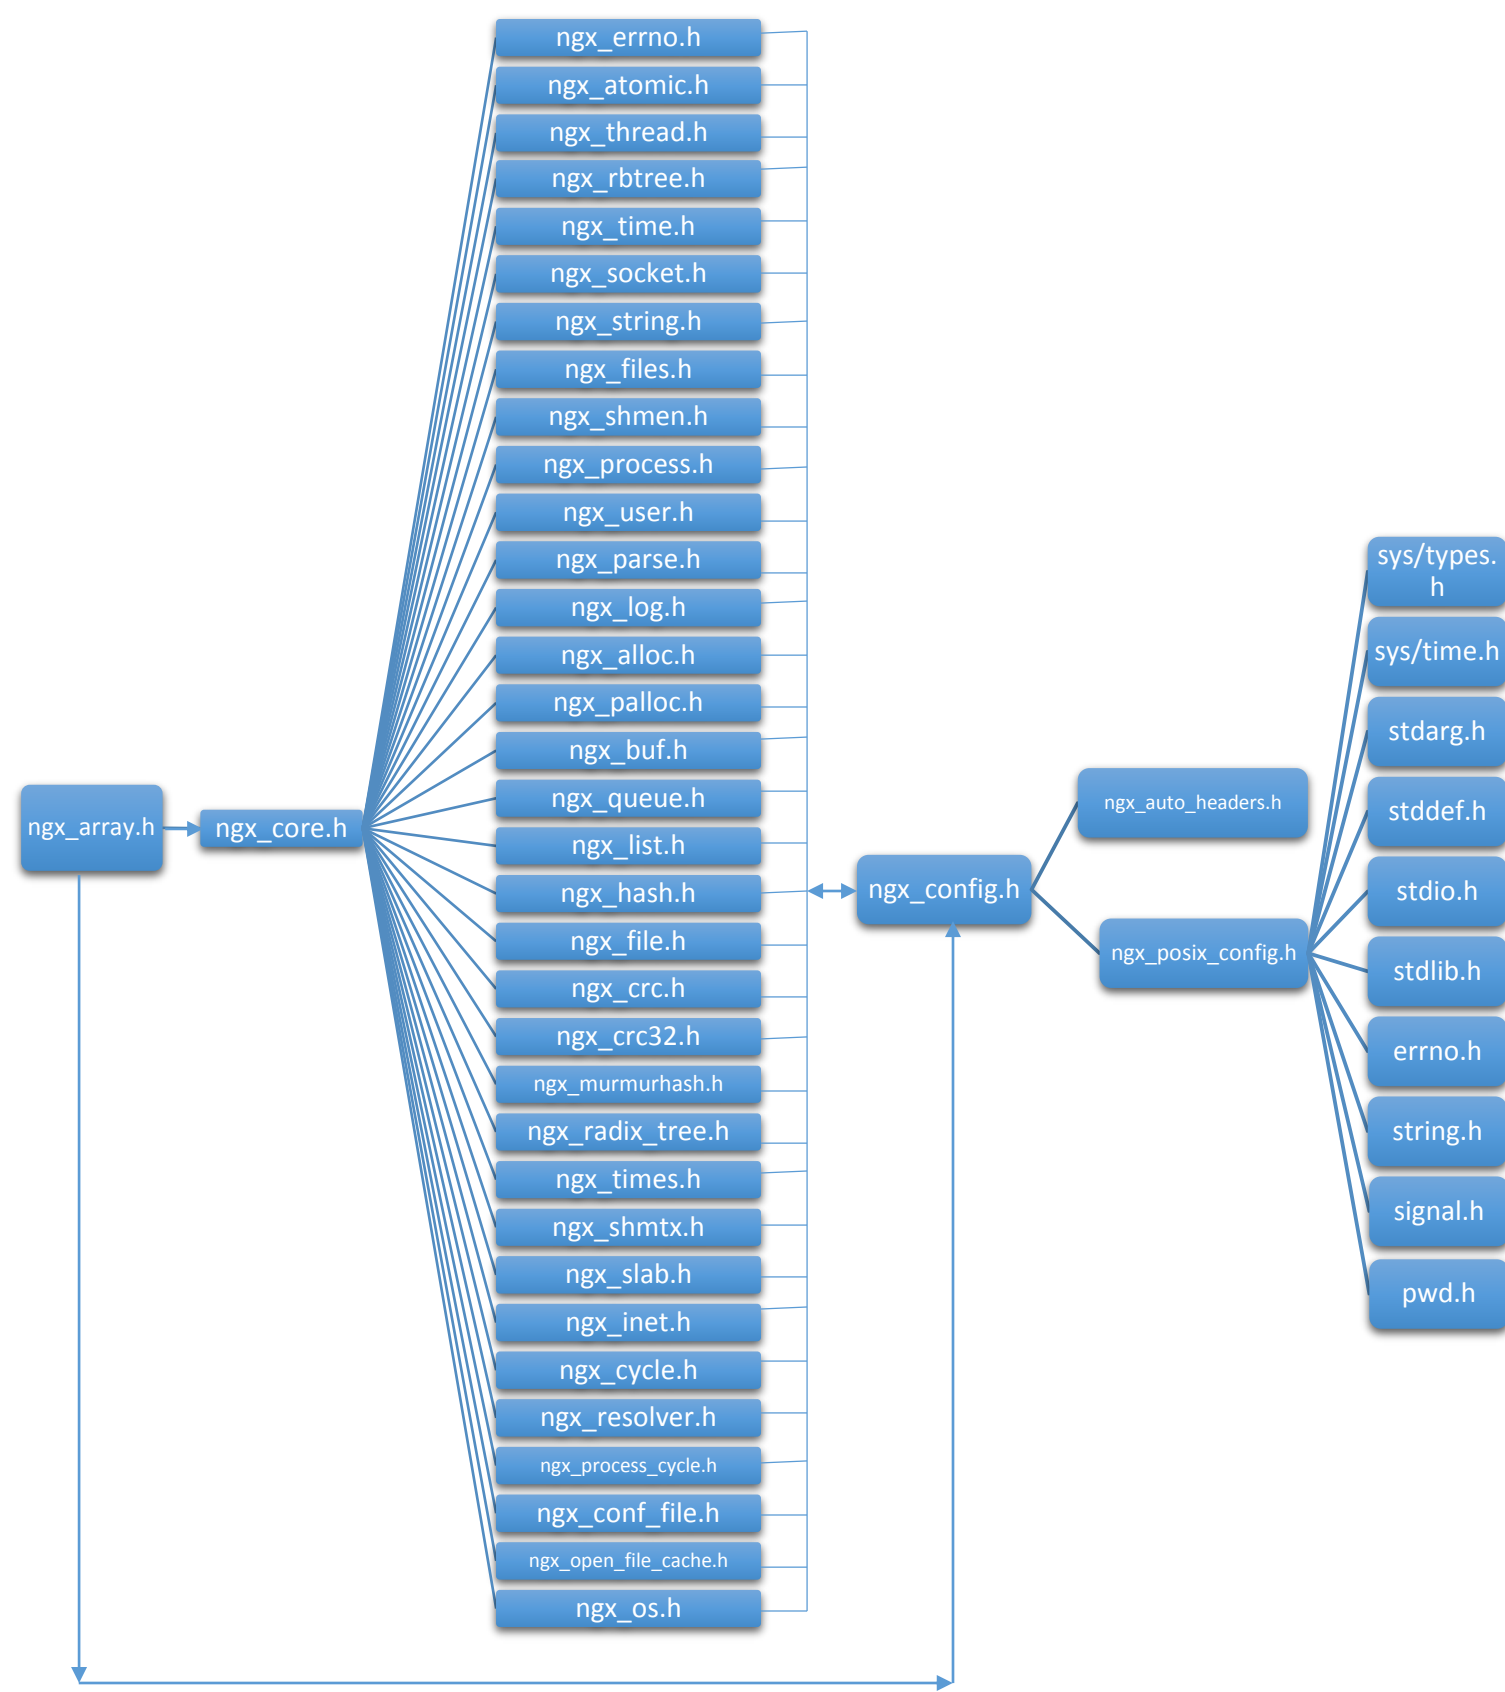 ngx_array.h
ngx_core.h
ngx_errno.h
ngx_atomic.h
ngx_thread.h
ngx_rbtree.h
ngx_time.h
ngx_socket.h
ngx_string.h
ngx_files.h
ngx_shmen.h
ngx_process.h
ngx_user.h
ngx_parse.h
ngx_log.h
ngx_alloc.h
ngx_palloc.h
ngx_buf.h
ngx_queue.h
ngx_list.h
ngx_hash.h
ngx_file.h
ngx_crc.h
ngx_crc32.h
ngx_murmurhash.h
ngx_radix_tree.h
ngx_times.h
ngx_shmtx.h
ngx_slab.h
ngx_inet.h
ngx_cycle.h
ngx_resolver.h
ngx_process_cycle.h
ngx_conf_file.h
ngx_open_file_cache.h
ngx_os.h
ngx_config.h
ngx_auto_headers.h
ngx_posix_config.h
sys/types.
h
sys/time.h
stdarg.h
stddef.h
stdio.h
stdlib.h
errno.h
string.h
signal.h
pwd.h